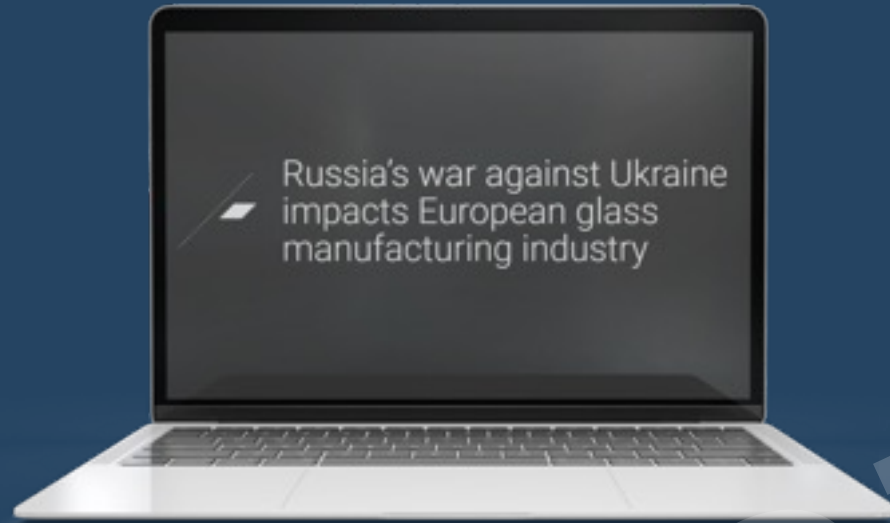 Russia's war against Ukraine
impacts European glass
manufacturing industry